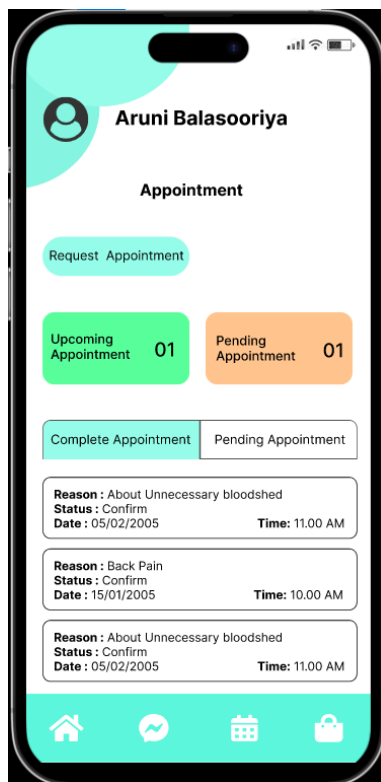 Aruni Balasooriya
Appointment
Request Appointment
Upcoming
Appointment 01
Pending
Appointment 01
Complete Appointment Pending Appointment
Reason : About Unnecessary bloodshed
Status : Confirm
Date : 05/02/2005 Time: 11.00 AM
Reason : Back Pain
Status : Confirm
Date : 15/01/2005 Time: 10.00 AM
Reason : About Unnecessary bloodshed
Status : Confirm
Date : 05/02/2005 Time: 11.00 AM